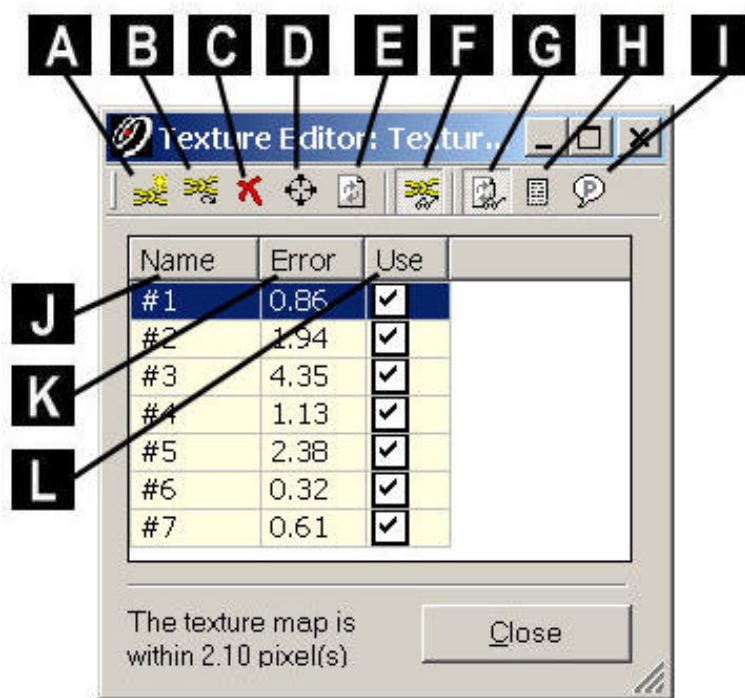 A B C D E F G H I
Texture Editor: Textur..
P
Name Error Use
#1 0.86
#2 1.94
#3 4.35
#4 1.13
#5 2.38
#6 0.32
#7 0.61
J
K
L
The texture map is
within 2.10 pixel(s)
Close